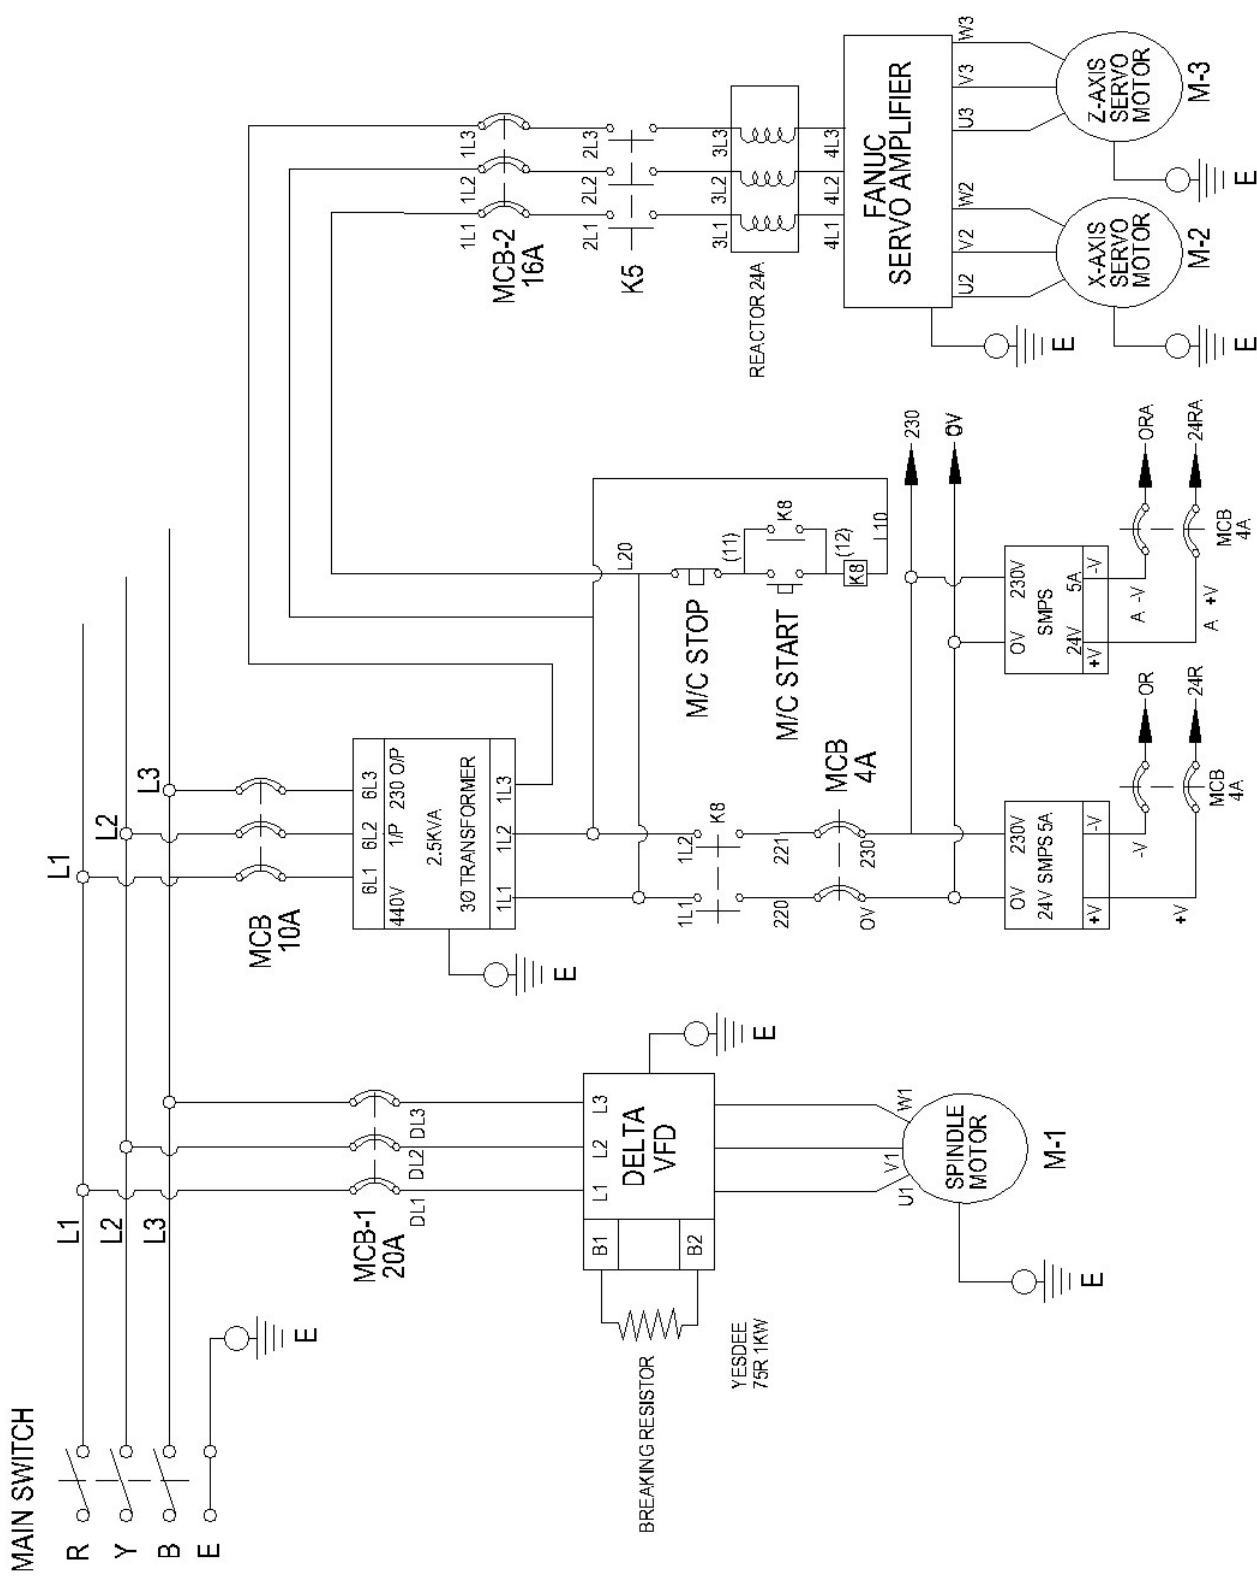 MAIN SWITCH
R
Y
B
E
E
L1
L2
L3
MCB-1
20A
DL1
DL2
DL3
L1 L2 L3
DELTA
VFD
B1
B2
BREAKING RESISTOR
YESDEE
75R 1KW
E
U1
V1
W1
SPINDLE
MOTOR
M-1
E
L1
L2
L3
MCB
10A
6L1 6L2 6L3
440V 1/P 230 O/P
2.5KVA
3Ø TRANSFORMER
1L1 1L2 1L3
E
1L1
1L2
K8
220
221
MCB
4A
OV
230
OV 230V
24V SMPS 5A
+V
-V
-V
+V
OR
24R
MCB
4A
L20
M/C STOP
(11)
M/C START
K8
(12)
K8
L10
230
OV
OV 230V
SMPS
24V 5A
+V
-V
A -V
A +V
ORA
24RA
MCB
4A
1L1
1L2
1L3
MCB-2
16A
2L1
2L2
2L3
K5
3L1
3L2
3L3
REACTOR 24A
4L1
4L2
4L3
FANUC
SERVO AMPLIFIER
E
U2
V2
W2
U3
V3
W3
X-AXIS
SERVO
MOTOR
M-2
E
Z-AXIS
SERVO
MOTOR
M-3
E